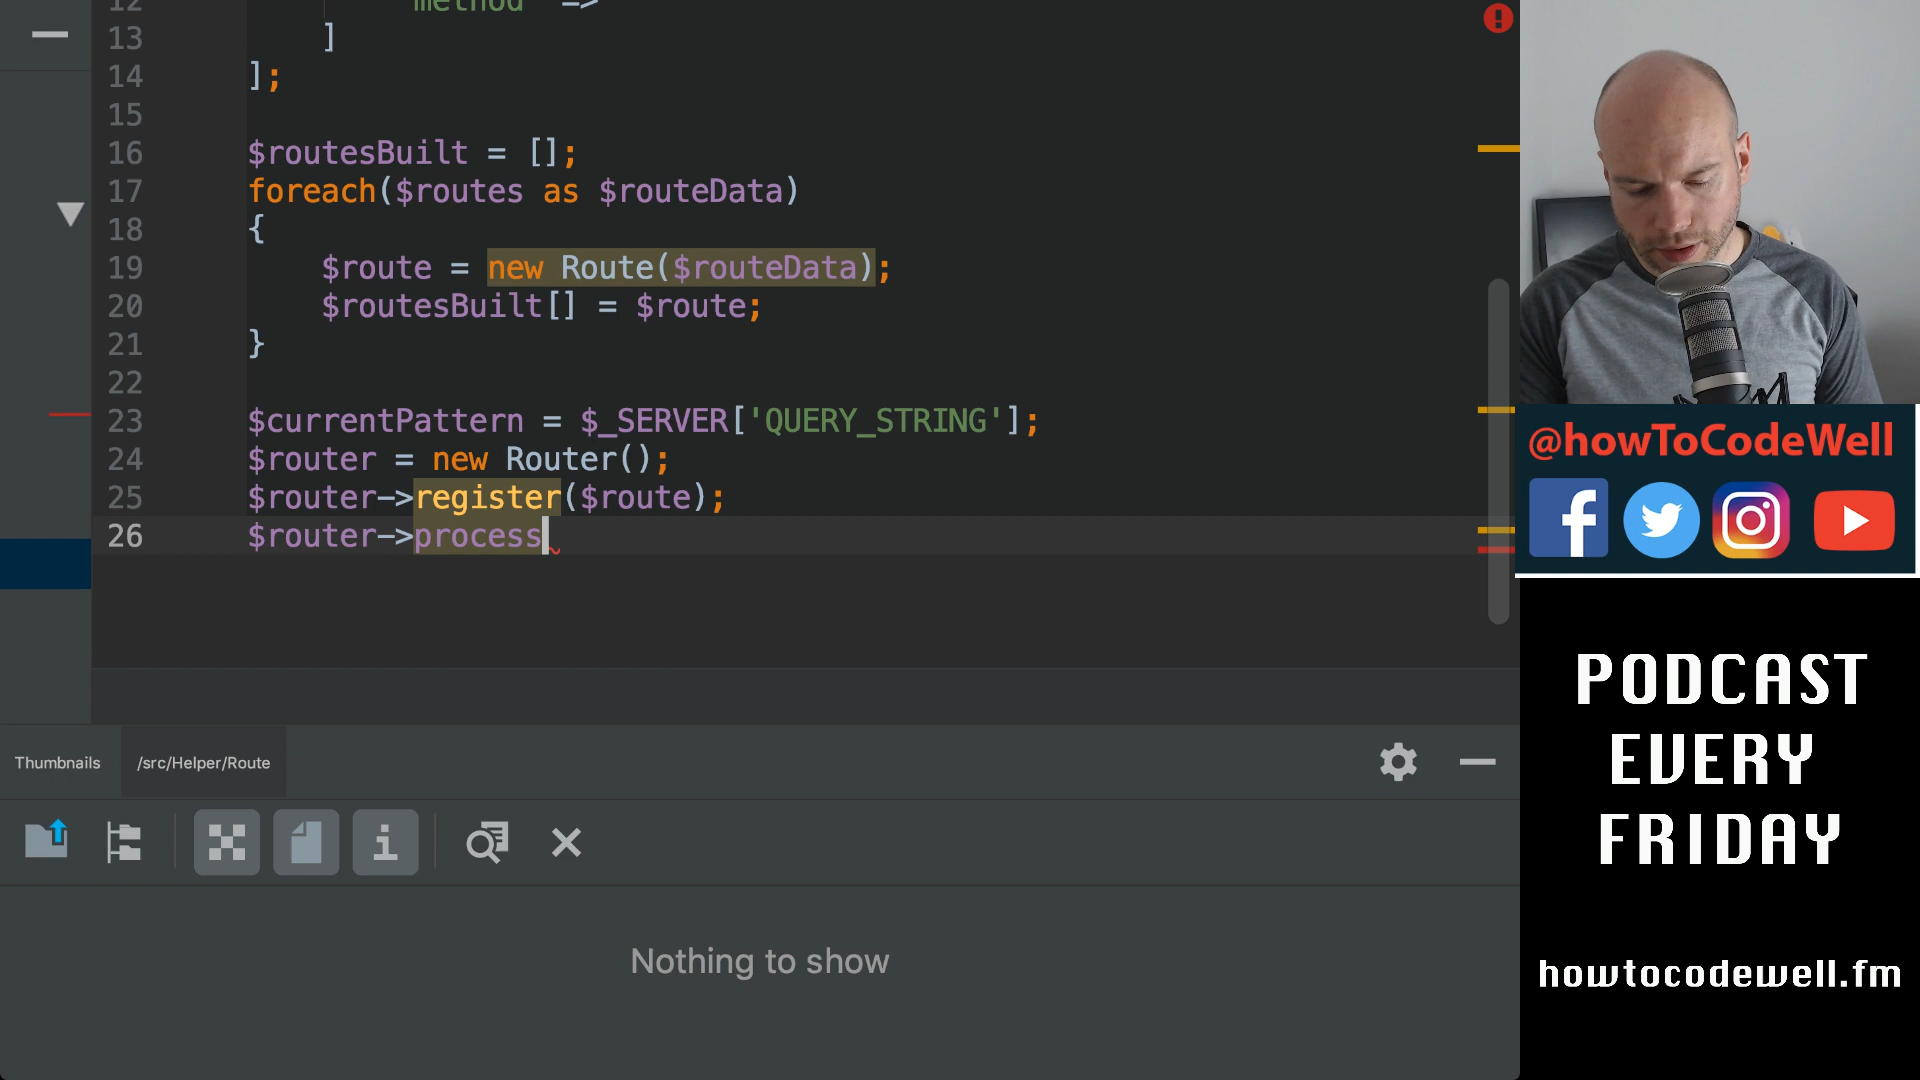 12 'method' =>
13 ]
14 ];
15
16 $routesBuilt = [];
17 foreach($routes as $routeData)
18 {
19 $route = new Route($routeData);
20 $routesBuilt[] = $route;
21 }
22
23 $currentPattern = $_SERVER['QUERY_STRING'];
24 $router = new Router();
25 $router->register($route);
26 $router->process
Thumbnails /src/Helper/Route
Nothing to show
@howToCodeWell
PODCAST
EVERY
FRIDAY
howtocodewell.fm